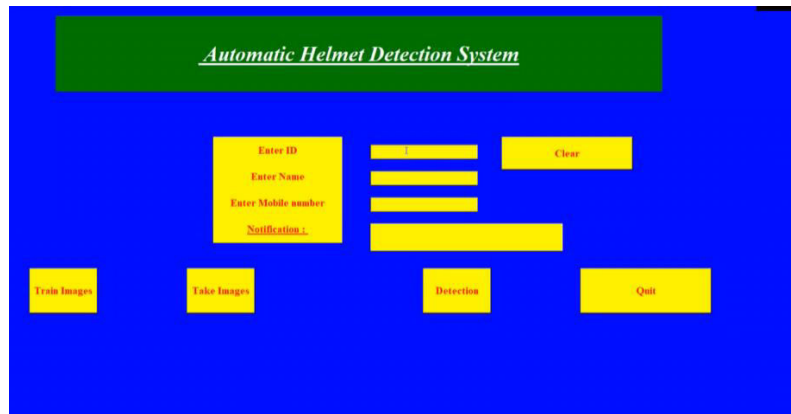 Automatic Helmet Detection System
Enter ID
Clear
Enter Name
Enter Mobile number
Notification :
Train Images
Take Images
Detection
Quit